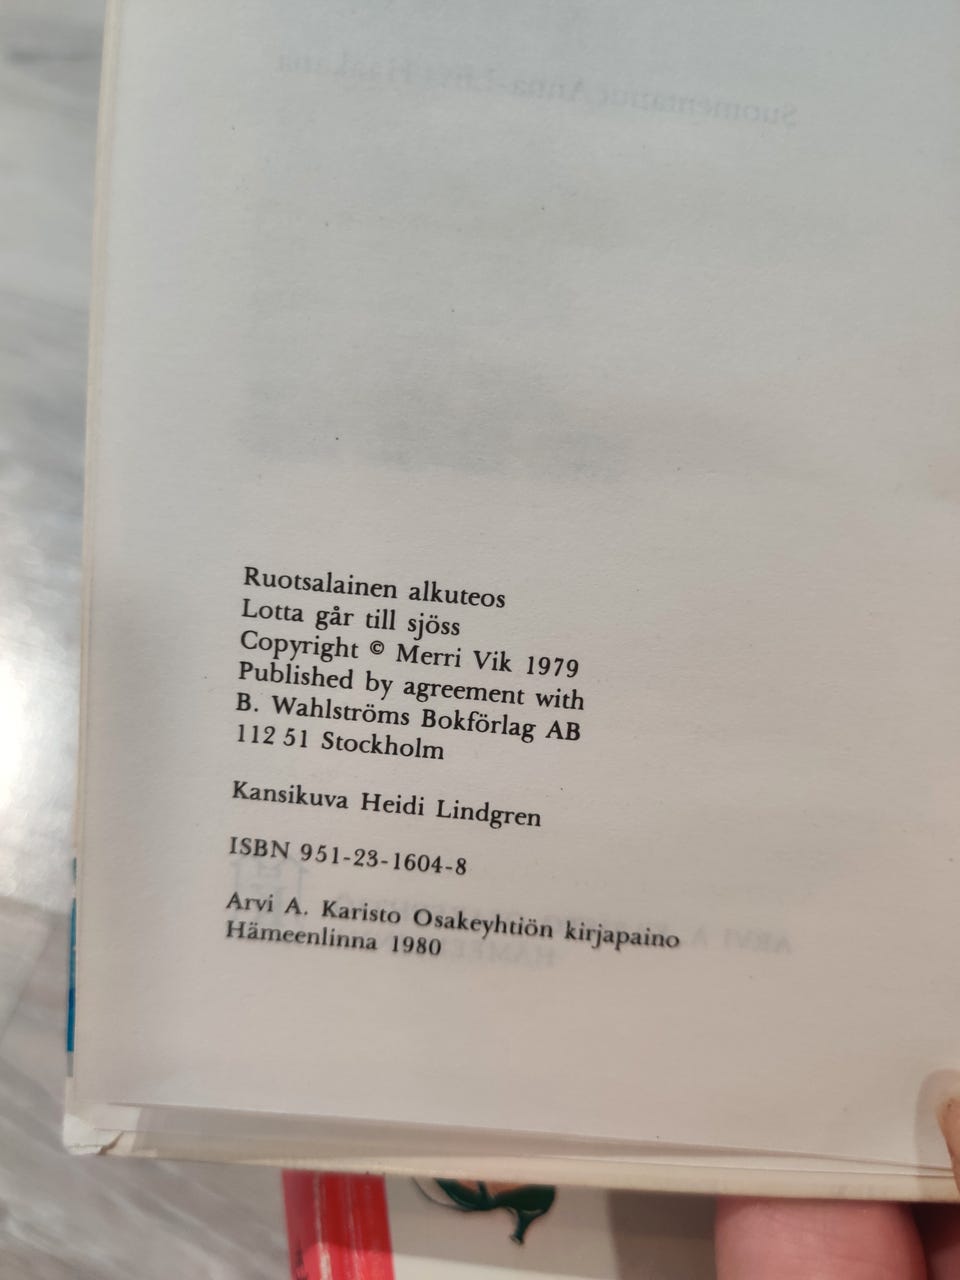 Ruotsalainen alkuteos
Lotta går till sjöss
Copyright © Merri Vik 1979
Published by agreement with
B. Wahlströms Bokförlag AB
112 51 Stockholm
Kansikuva Heidi Lindgren
ISBN 951-23-1604-8
Arvi A. Karisto Osakeyhtiön kirjapaino
Hämeenlinna 1980